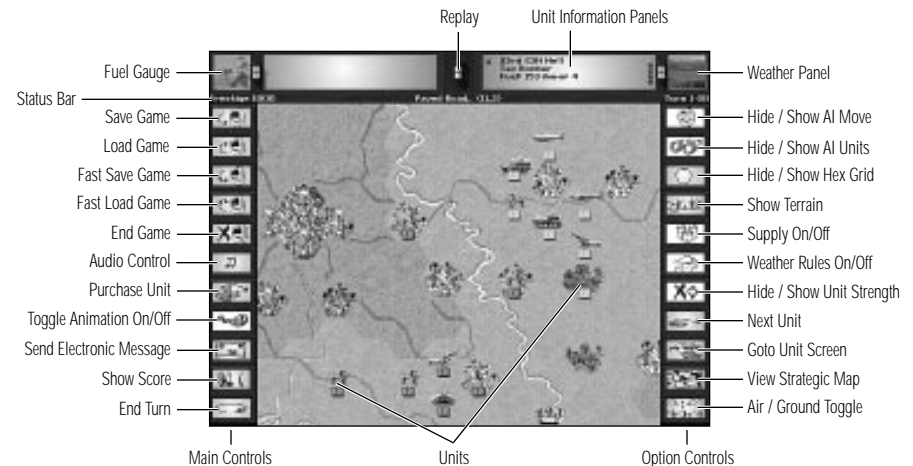 Replay
Unit Information Panels
Fuel Gauge
Weather Panel
Status Bar
Save Game
Hide / Show AI Move
Load Game
Hide / Show AI Units
Fast Save Game
Hide / Show Hex Grid
Fast Load Game
Show Terrain
End Game
Supply On/Off
Audio Control
Weather Rules On/Off
Purchase Unit
Hide / Show Unit Strength
Toggle Animation On/Off
Next Unit
Send Electronic Message
Goto Unit Screen
Show Score
View Strategic Map
End Turn
Air / Ground Toggle
Main Controls
Units
Option Controls